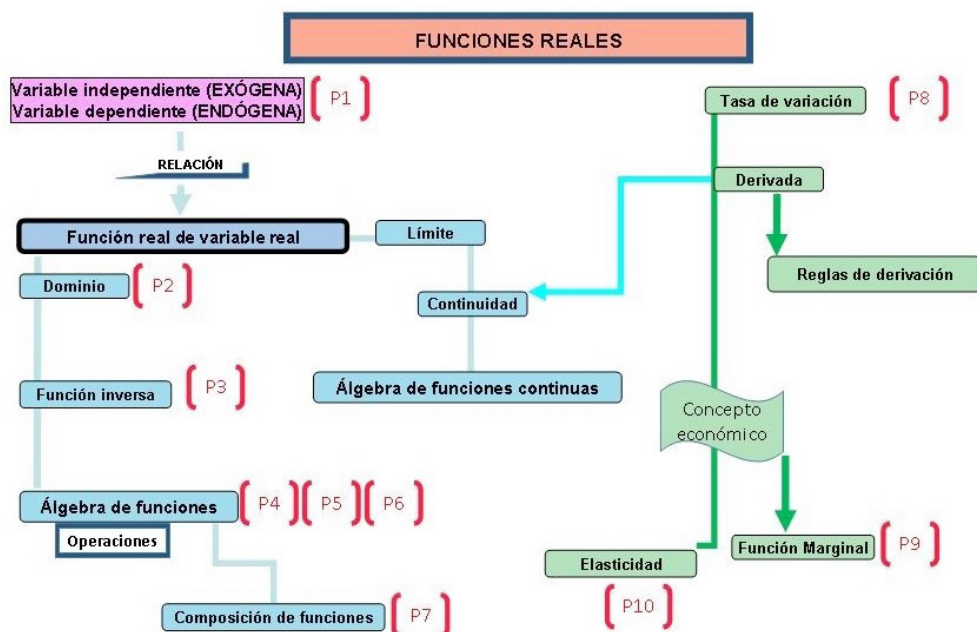 FUNCIONES REALES
Variable independiente (EXÓGENA)
Variable dependiente (ENDÓGENA)
P1
Tasa de variación
P8
RELACIÓN
Derivada
Función real de variable real
Límite
Reglas de derivación
Dominio
P2
Continuidad
Función inversa
P3
Álgebra de funciones continuas
Concepto
económico
Álgebra de funciones
P4
P5
P6
Operaciones
Función Marginal
P9
Elasticidad
P10
Composición de funciones
P7